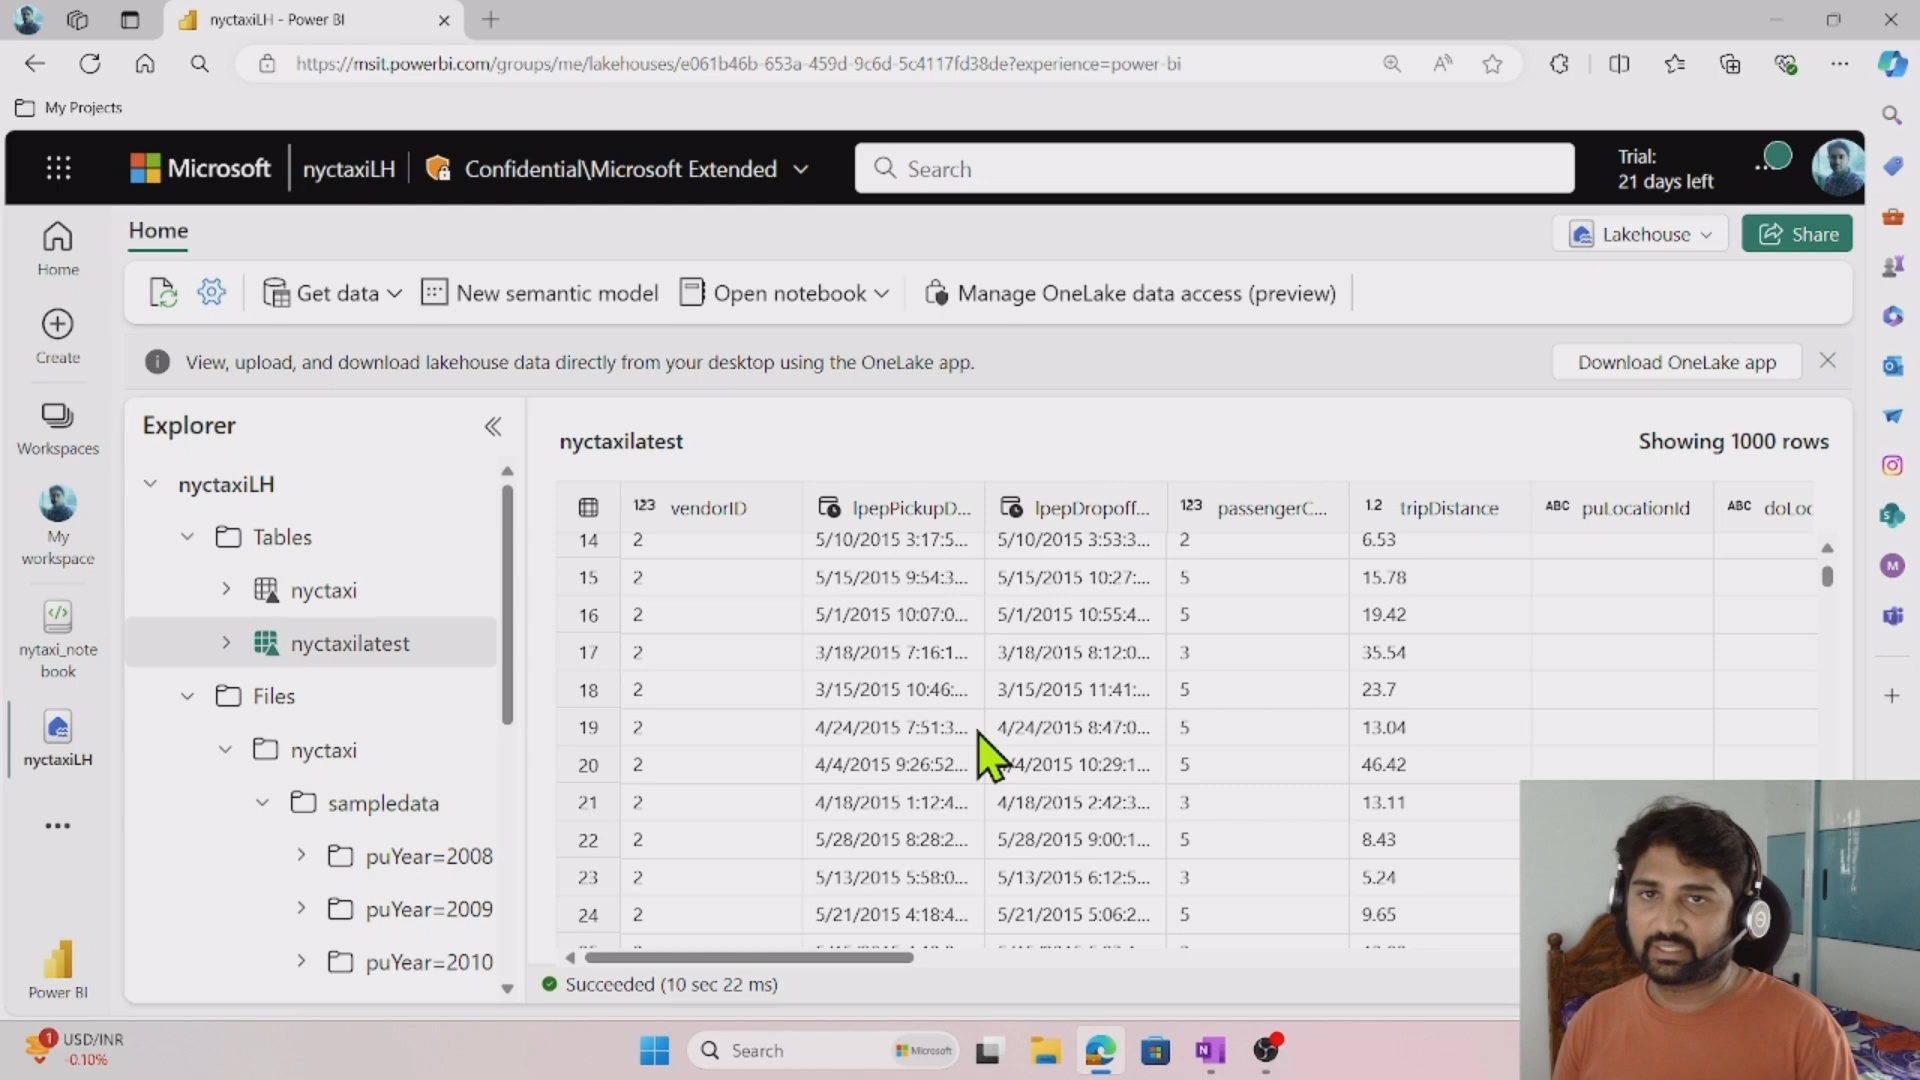 nyctaxiLH - Power BI
https://msit.powerbi.com/groups/me/lakehouses/e061b46b-653a-459d-9c6d-5c4117fd38de?experience=power-bi
My Projects
Microsoft
nyctaxiLH
Confidential\Microsoft Extended
Search
Trial:
21 days left
Home
Lakehouse
Share
Get data
New semantic model
Open notebook
Manage OneLake data access (preview)
View, upload, and download lakehouse data directly from your desktop using the OneLake app.
Download OneLake app
Home
Create
Workspaces
My
workspace
nytaxi_note
book
nyctaxiLH
Power BI
Explorer
nyctaxiLH
Tables
nyctaxi
nyctaxilatest
Files
nyctaxi
sampledata
puYear=2008
puYear=2009
puYear=2010
nyctaxilatest
Showing 1000 rows
123 vendorID lpepPickupD... lpepDropoff... 123 passengerC... 1.2 tripDistance ABC puLocationId ABC doLoc
14 2 5/10/2015 3:17:5... 5/10/2015 3:53:3... 2 6.53
15 2 5/15/2015 9:54:3... 5/15/2015 10:27:... 5 15.78
16 2 5/1/2015 10:07:0... 5/1/2015 10:55:4... 5 19.42
17 2 3/18/2015 7:16:1... 3/18/2015 8:12:0... 3 35.54
18 2 3/15/2015 10:46:... 3/15/2015 11:41:... 5 23.7
19 2 4/24/2015 7:51:3... 4/24/2015 8:47:0... 5 13.04
20 2 4/4/2015 9:26:52... /4/2015 10:29:1... 5 46.42
21 2 4/18/2015 1:12:4... 4/18/2015 2:42:3... 3 13.11
22 2 5/28/2015 8:28:2... 5/28/2015 9:00:1... 5 8.43
23 2 5/13/2015 5:58:0... 5/13/2015 6:12:5... 3 5.24
24 2 5/21/2015 4:18:4... 5/21/2015 5:06:2... 5 9.65
Succeeded (10 sec 22 ms)
M
1
USD/INR
-0.10%
Search
Microsoft